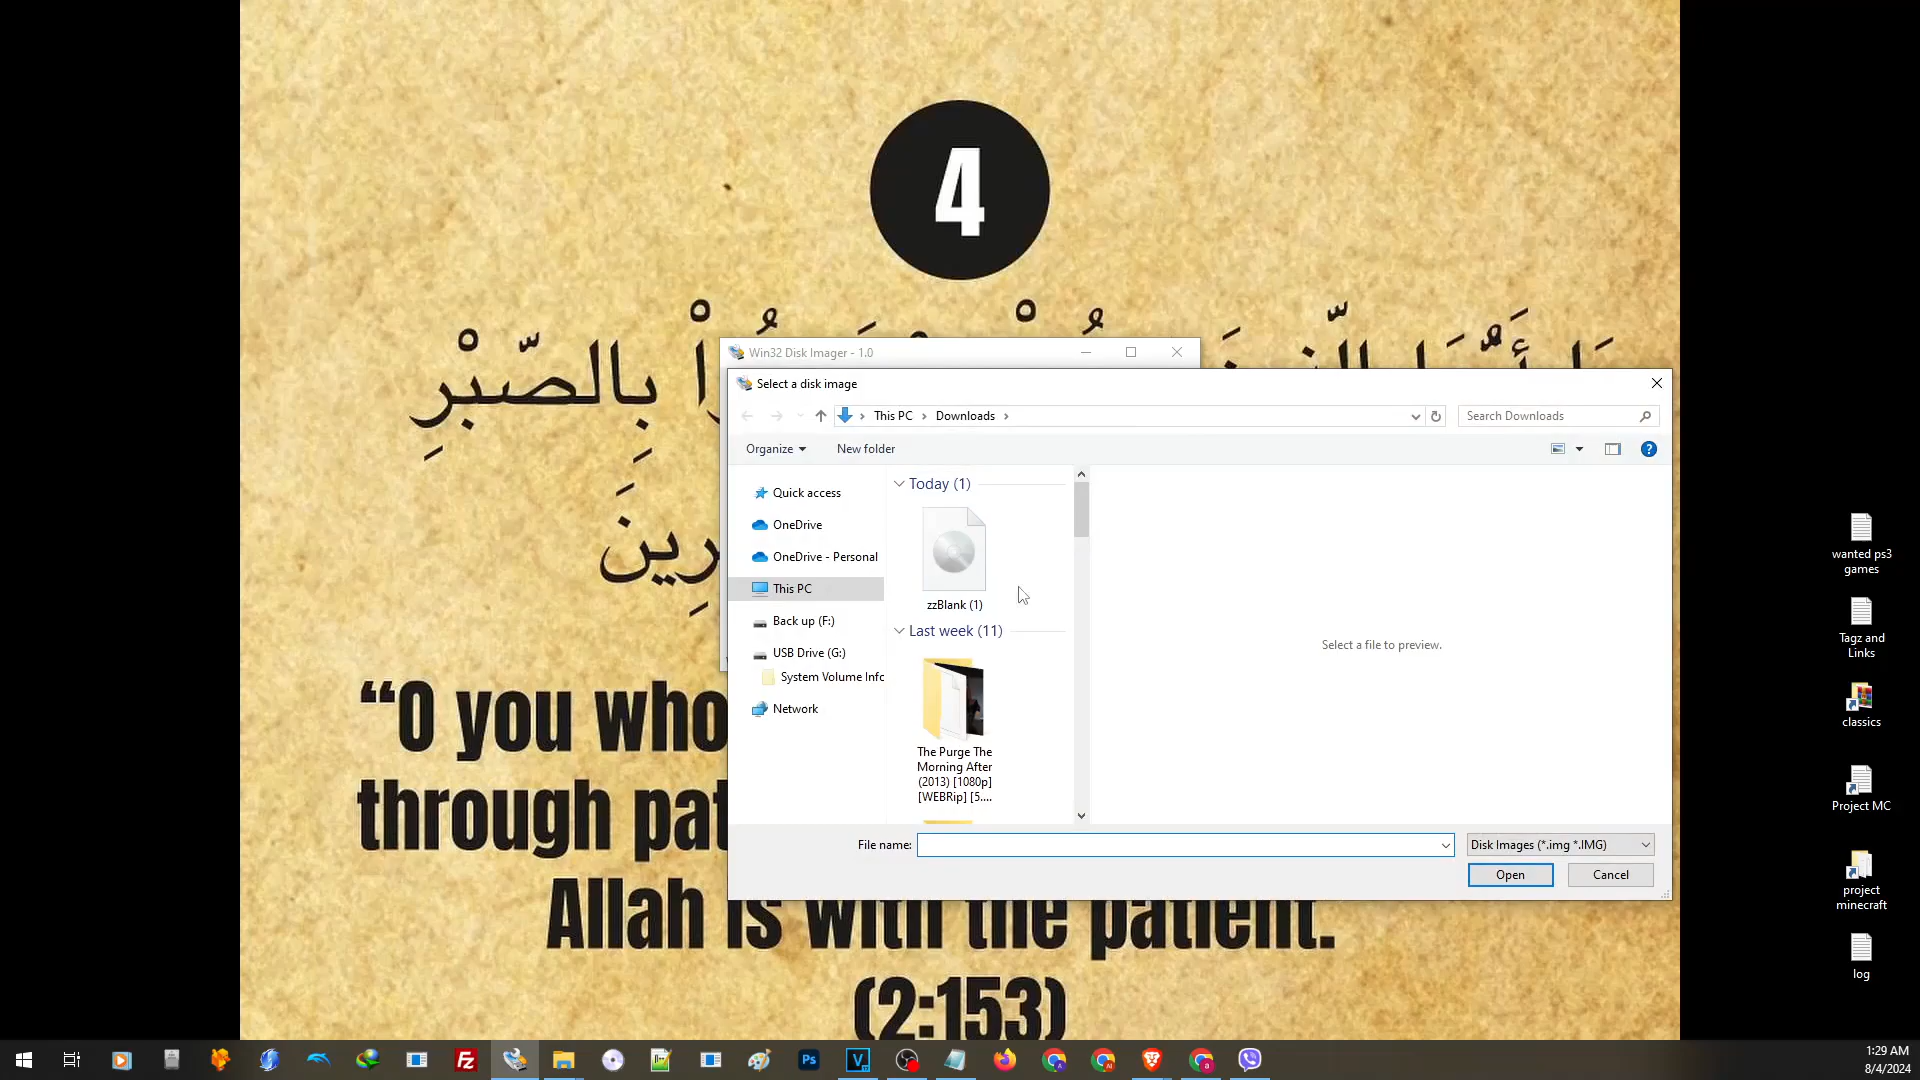 4
بِالصّبْرِ
“O you who
through pat
Allah is with the patient.
(2:153)
Win32 Disk Imager - 1.0
Select a disk image
This PC
Downloads
Search Downloads
Organize
New folder
Quick access
OneDrive
OneDrive - Personal
This PC
Back up (F:)
USB Drive (G:)
System Volume Info
Network
Today (1)
zzBlank (1)
Last week (11)
The Purge The
Morning After
(2013) [1080p]
[WEBRip] [5....
Select a file to preview.
File name:
Disk Images (*.img *.IMG)
Open
Cancel
wanted ps3
games
Tagz and
Links
classics
Project MC
project
minecraft
log
1:29 AM
8/4/2024